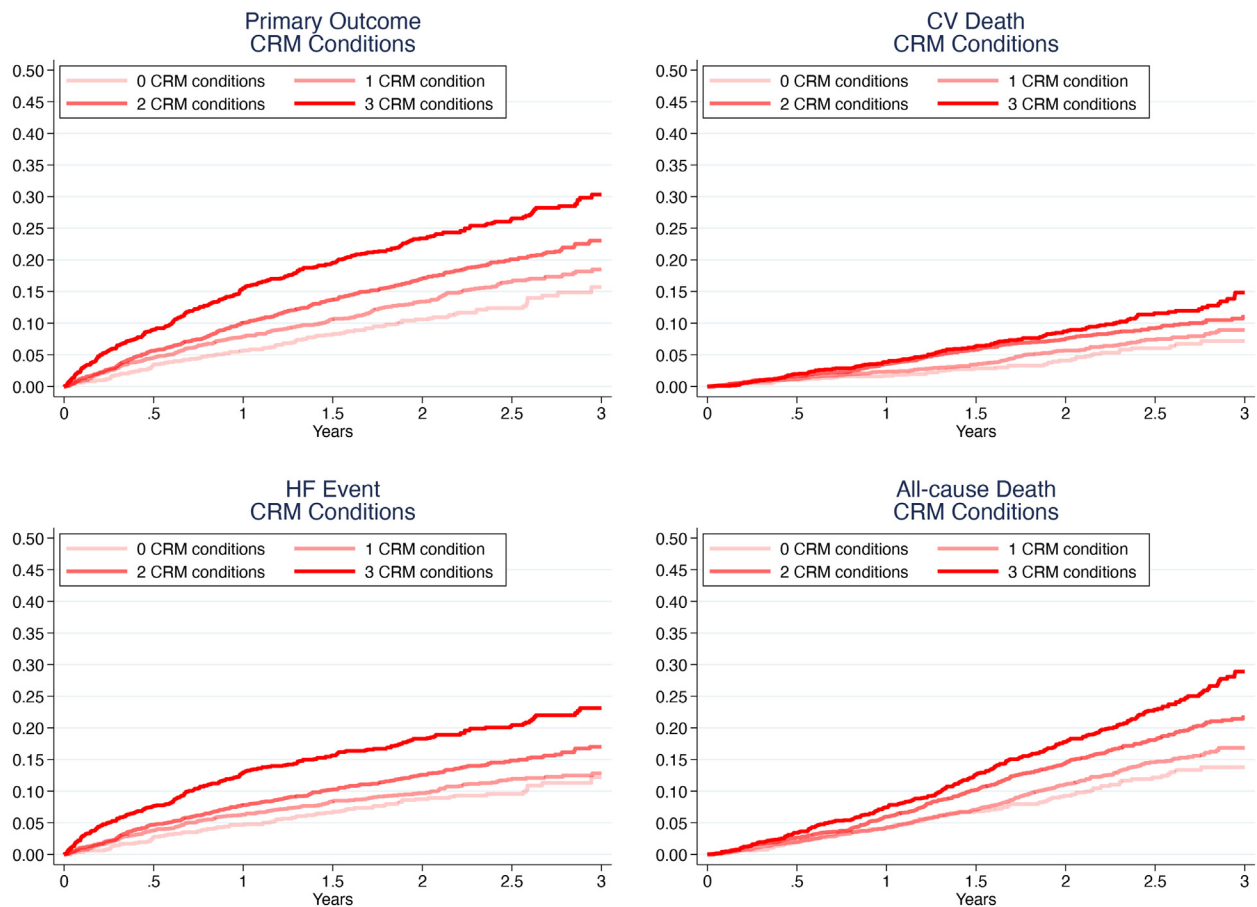 Primary Outcome
CRM Conditions
0 CRM conditions
1 CRM condition
2 CRM conditions
3 CRM conditions
0.50
0.45
0.40
0.35
0.30
0.25
0.20
0.15
0.10
0.05
0.00
0 .5 1 1.5 2 2.5 3
Years
CV Death
CRM Conditions
0 CRM conditions
1 CRM condition
2 CRM conditions
3 CRM conditions
0.50
0.45
0.40
0.35
0.30
0.25
0.20
0.15
0.10
0.05
0.00
0 .5 1 1.5 2 2.5 3
Years
HF Event
CRM Conditions
0 CRM conditions
1 CRM condition
2 CRM conditions
3 CRM conditions
0.50
0.45
0.40
0.35
0.30
0.25
0.20
0.15
0.10
0.05
0.00
0 .5 1 1.5 2 2.5 3
Years
All-cause Death
CRM Conditions
0 CRM conditions
1 CRM condition
2 CRM conditions
3 CRM conditions
0.50
0.45
0.40
0.35
0.30
0.25
0.20
0.15
0.10
0.05
0.00
0 .5 1 1.5 2 2.5 3
Years